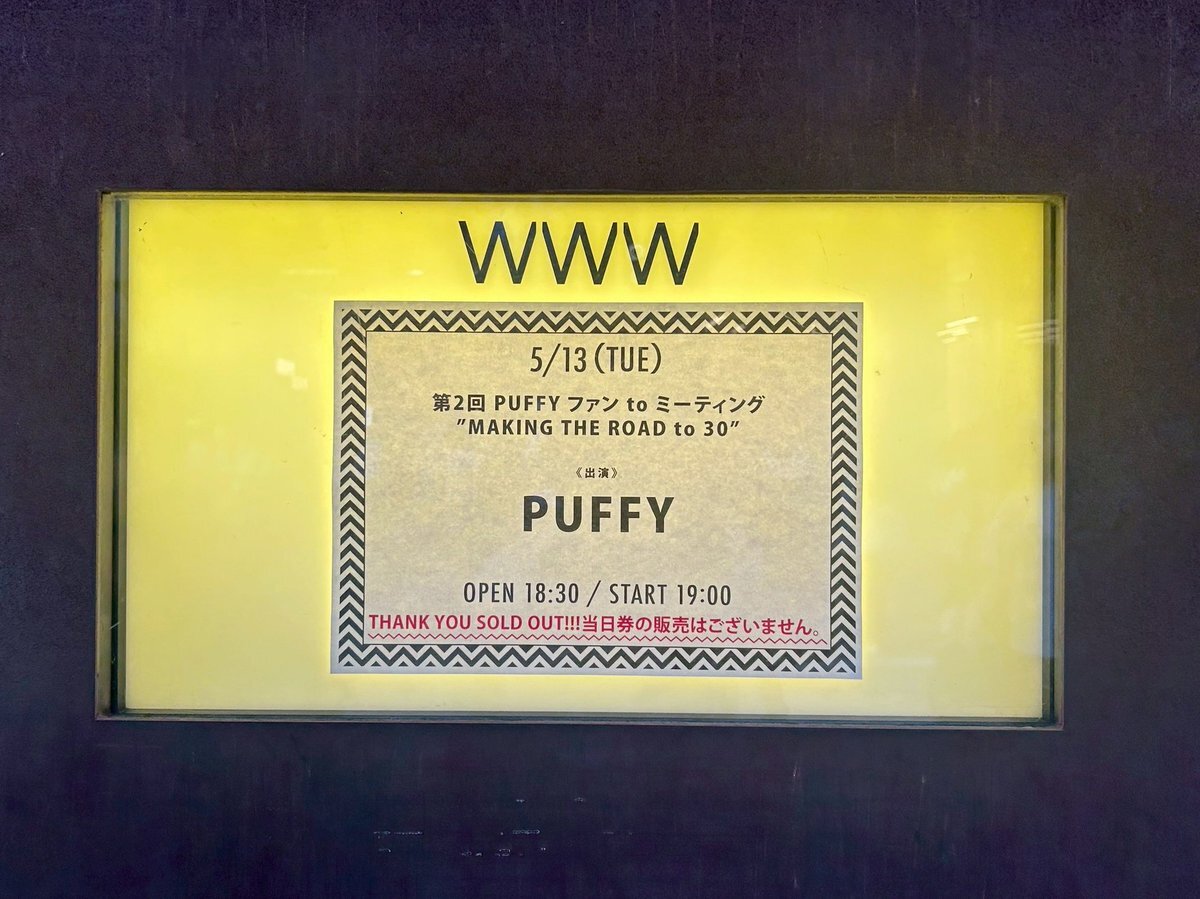 WWW
5/13(TUE)
第2回 PUFFY ファン to ミーティング
"MAKING THE ROAD to 30"
《出演》
PUFFY
OPEN 18:30 / START 19:00
THANK YOU SOLD OUT!!!当日券の販売はございません。